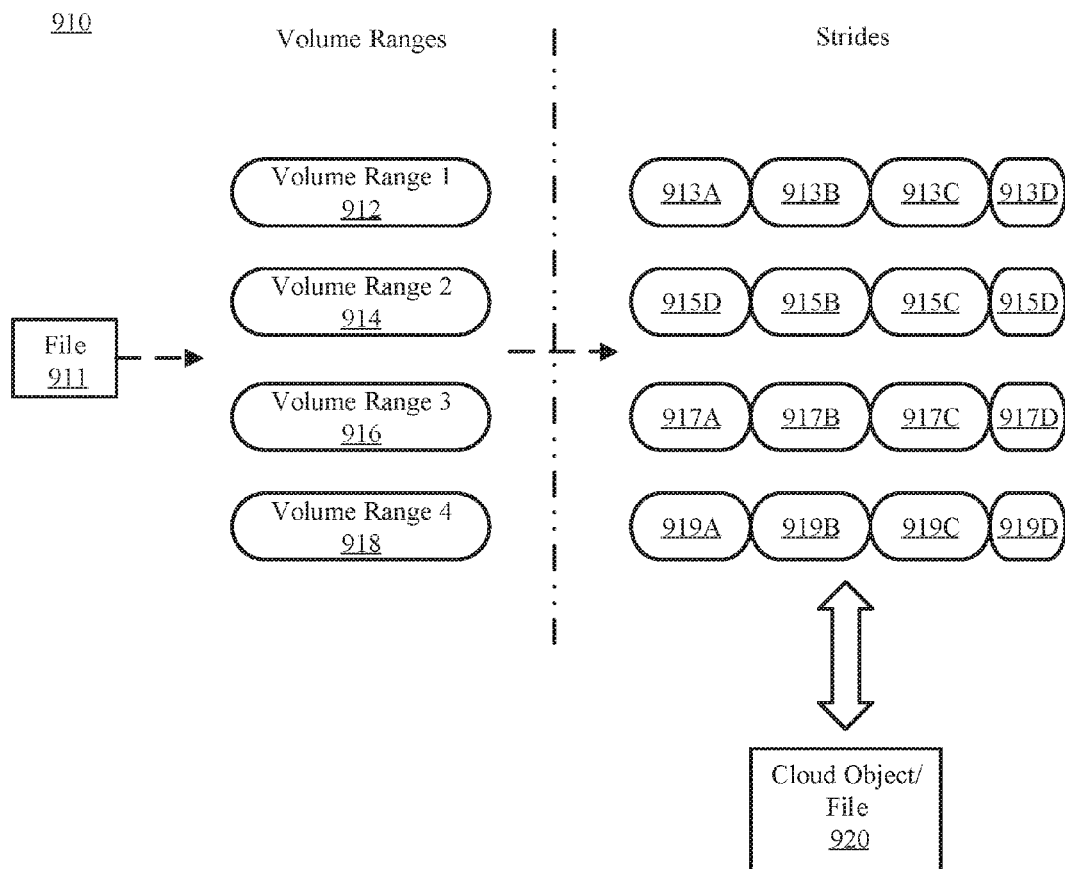 910
Volume Ranges
Strides
Volume Range 1
912
913A
913B
913C
913D
Volume Range 2
914
915D
915B
915C
915D
File
911
Volume Range 3
916
917A
917B
917C
917D
Volume Range 4
918
919A
919B
919C
919D
Cloud Object/
File
920